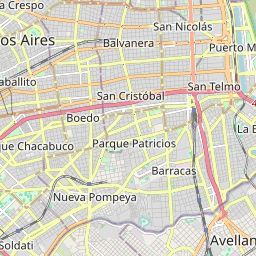 a Crespo
San Nicolás
os Aires
Balvanera
Puerto M
aballito
San Telmo
San Cristóbal
Boedo
La B
que Chacabuco
Parque Patricios
Barracas
Nueva Pompeya
Soldati
Avellan